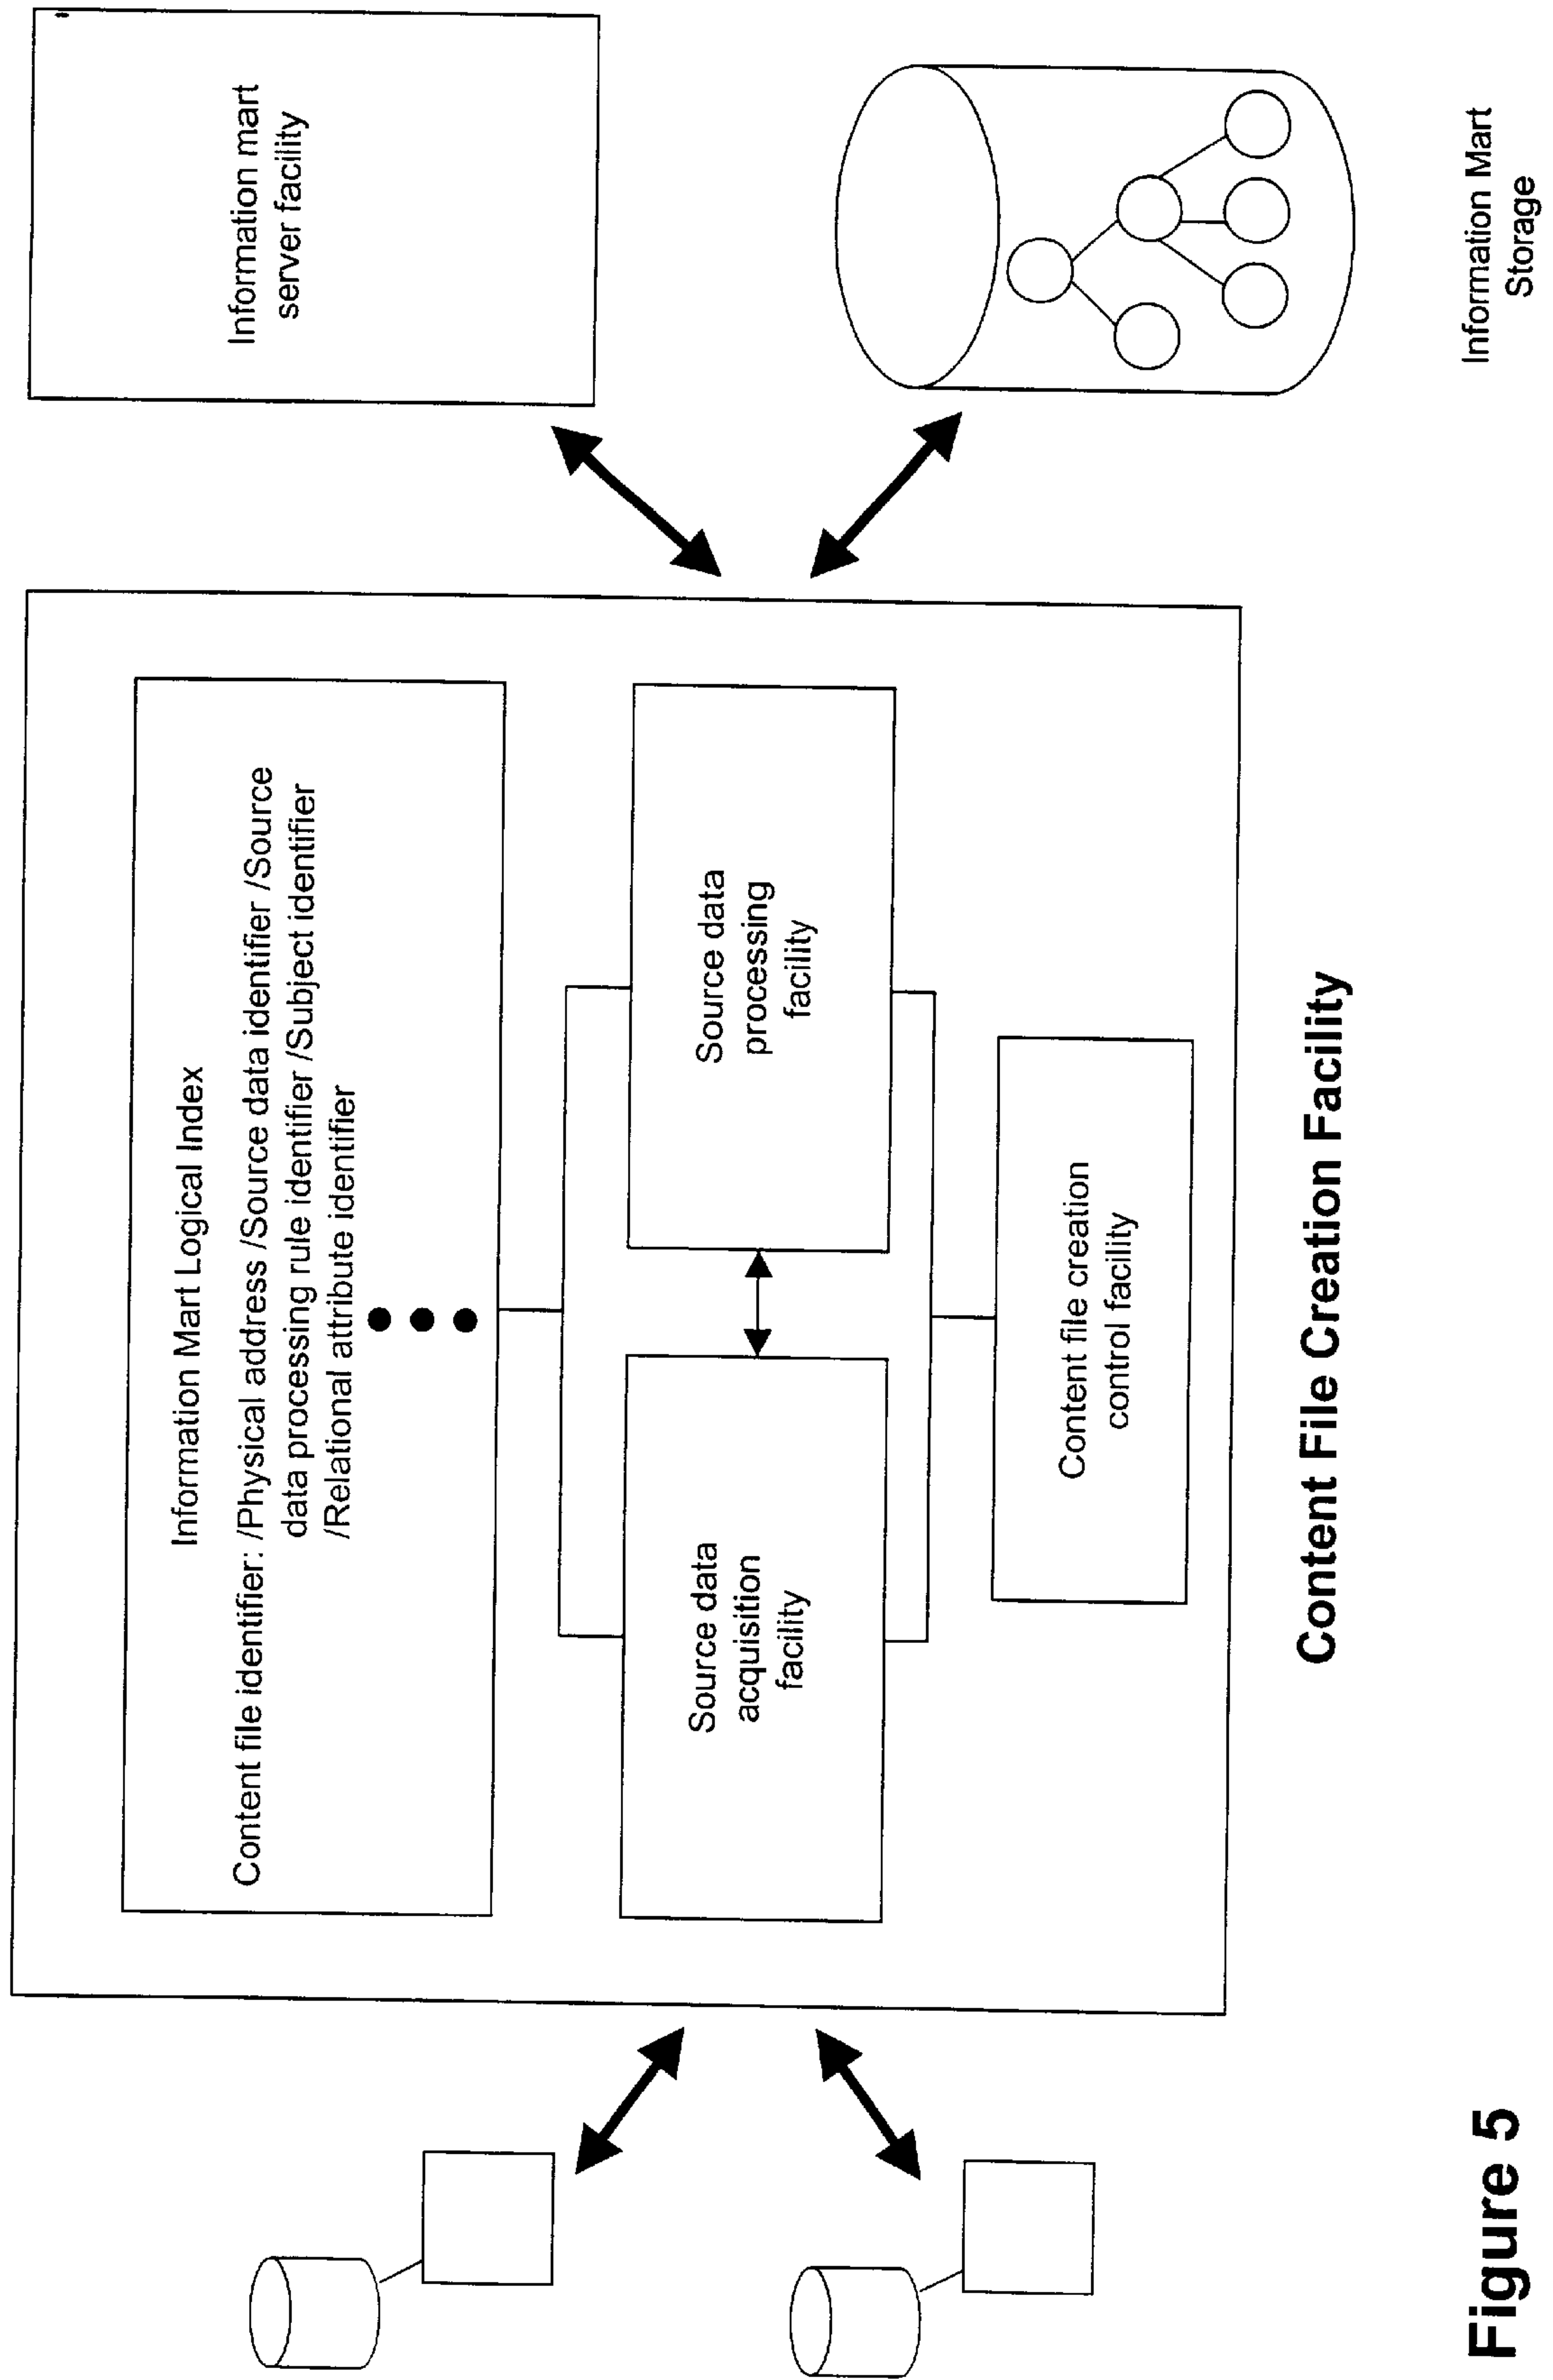 Information Mart Logical Index
Content file identifier: /Physical address /Source data identifier /Source
data processing rule identifier /Subject identifier
/Relational attribute identifier
Source data
acquisition
facility
Source data
processing
facility
Content file creation
control facility
Content File Creation Facility
Information mart
server facility
Information Mart
Storage
Figure 5